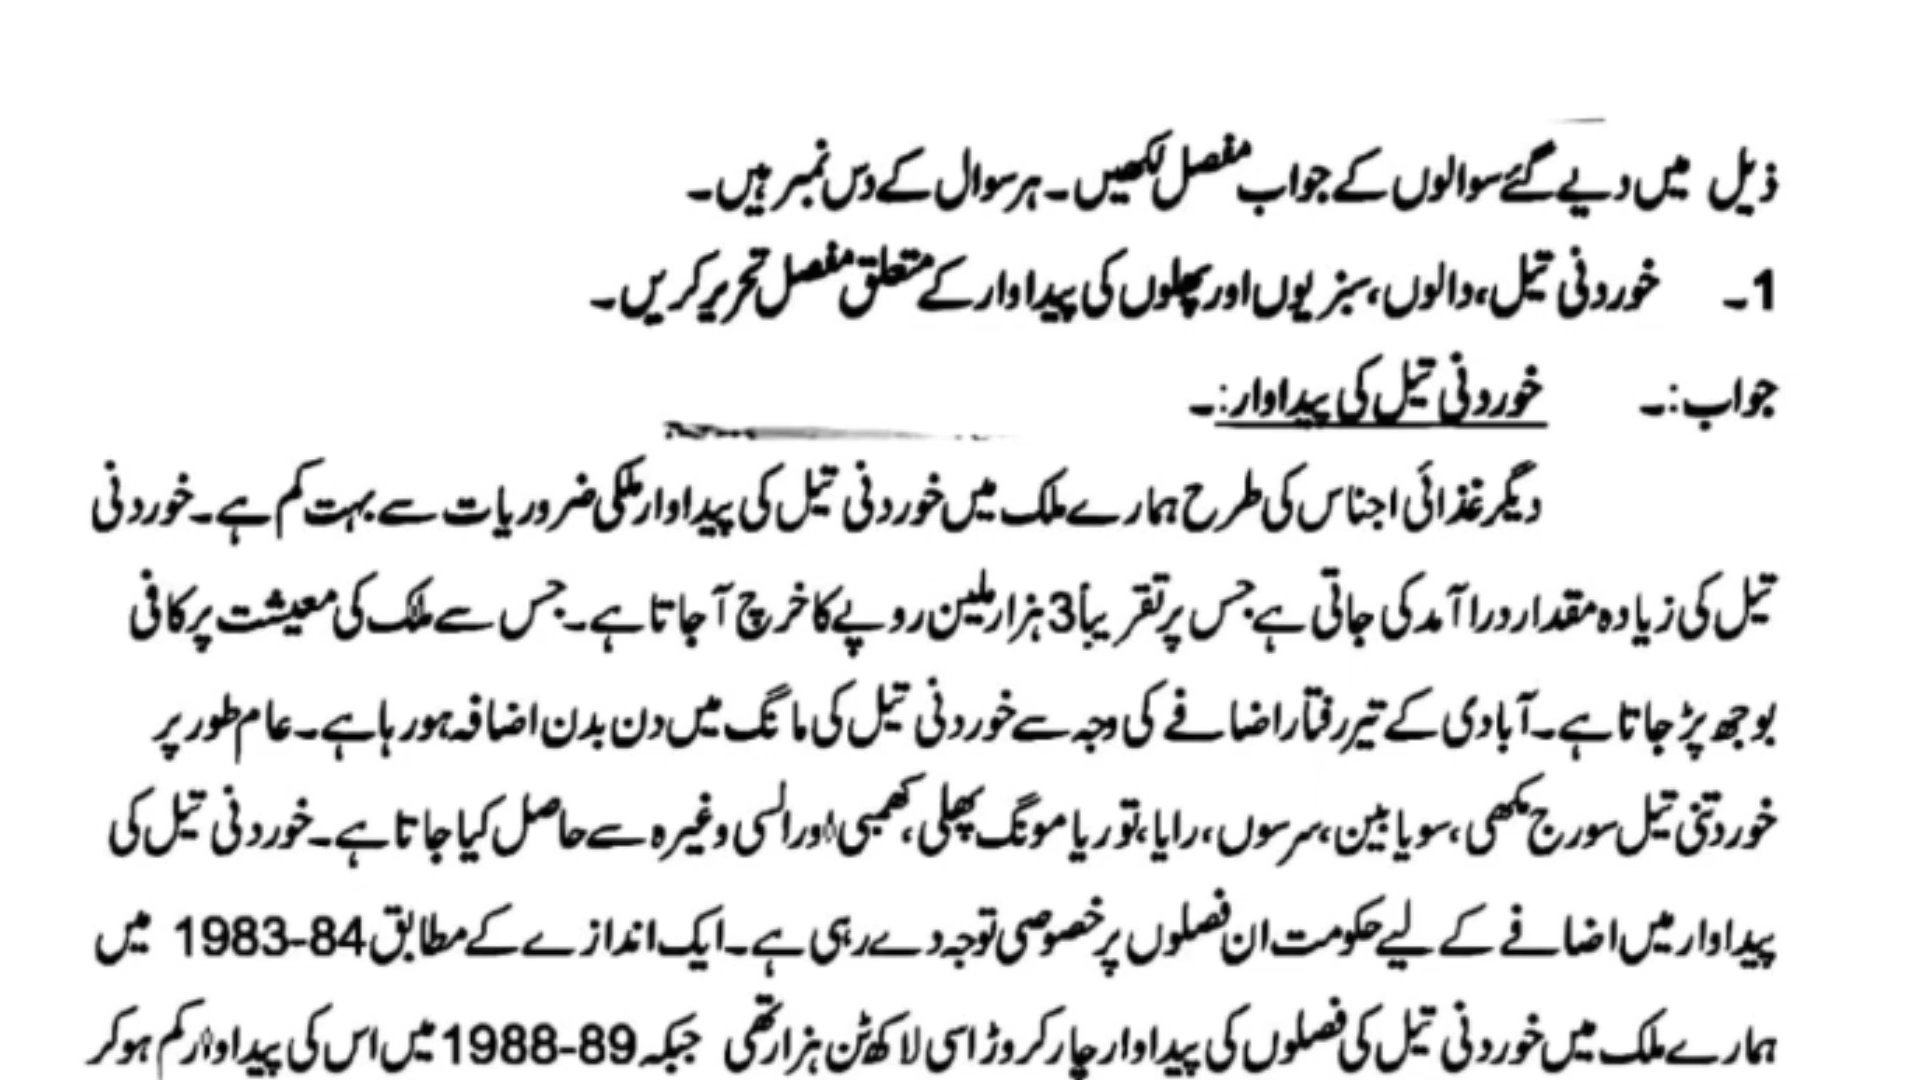 ذیل میں دیے گئے سوالوں کے جواب مفصل لکھیں۔ ہر سوال کے دس نمبر ہیں۔
1۔ خوردنی تیل، دالوں، سبزیوں اور پھلوں کی پیداوار کے متعلق مفصل تحریر کریں۔
جواب:۔ خوردنی تیل کی پیداوار:۔
دیگر غذائی اجناس کی طرح ہمارے ملک میں خوردنی تیل کی پیداوار ملکی ضروریات سے بہت کم ہے۔ خوردنی
تیل کی زیادہ مقدار درا آمد کی جاتی ہے جس پر تقریباً 3 ہزار ملین روپے کا خرچ آ جاتا ہے۔ جس سے ملک کی معیشت پر کافی
بوجھ پڑ جاتا ہے۔ آبادی کے تیز رفتار اضافے کی وجہ سے خوردنی تیل کی مانگ میں دن بدن اضافہ ہو رہا ہے۔ عام طور پر
خوردتنی تیل سورج مکھی، سویا بین، سرسوں، رایا، توریا مونگ پھلی، کھمبی اور السی وغیرہ سے حاصل کیا جاتا ہے۔ خوردنی تیل کی
پیداوار میں اضافے کے لیے حکومت ان فصلوں پر خصوصی توجہ دے رہی ہے۔ ایک اندازے کے مطابق 1983-84 میں
ہمارے ملک میں خوردنی تیل کی فصلوں کی پیداوار چار کروڑ اسی لاکھ ٹن ہزار تھی جبکہ 1988-89 میں اس کی پیداوار کم ہو کر